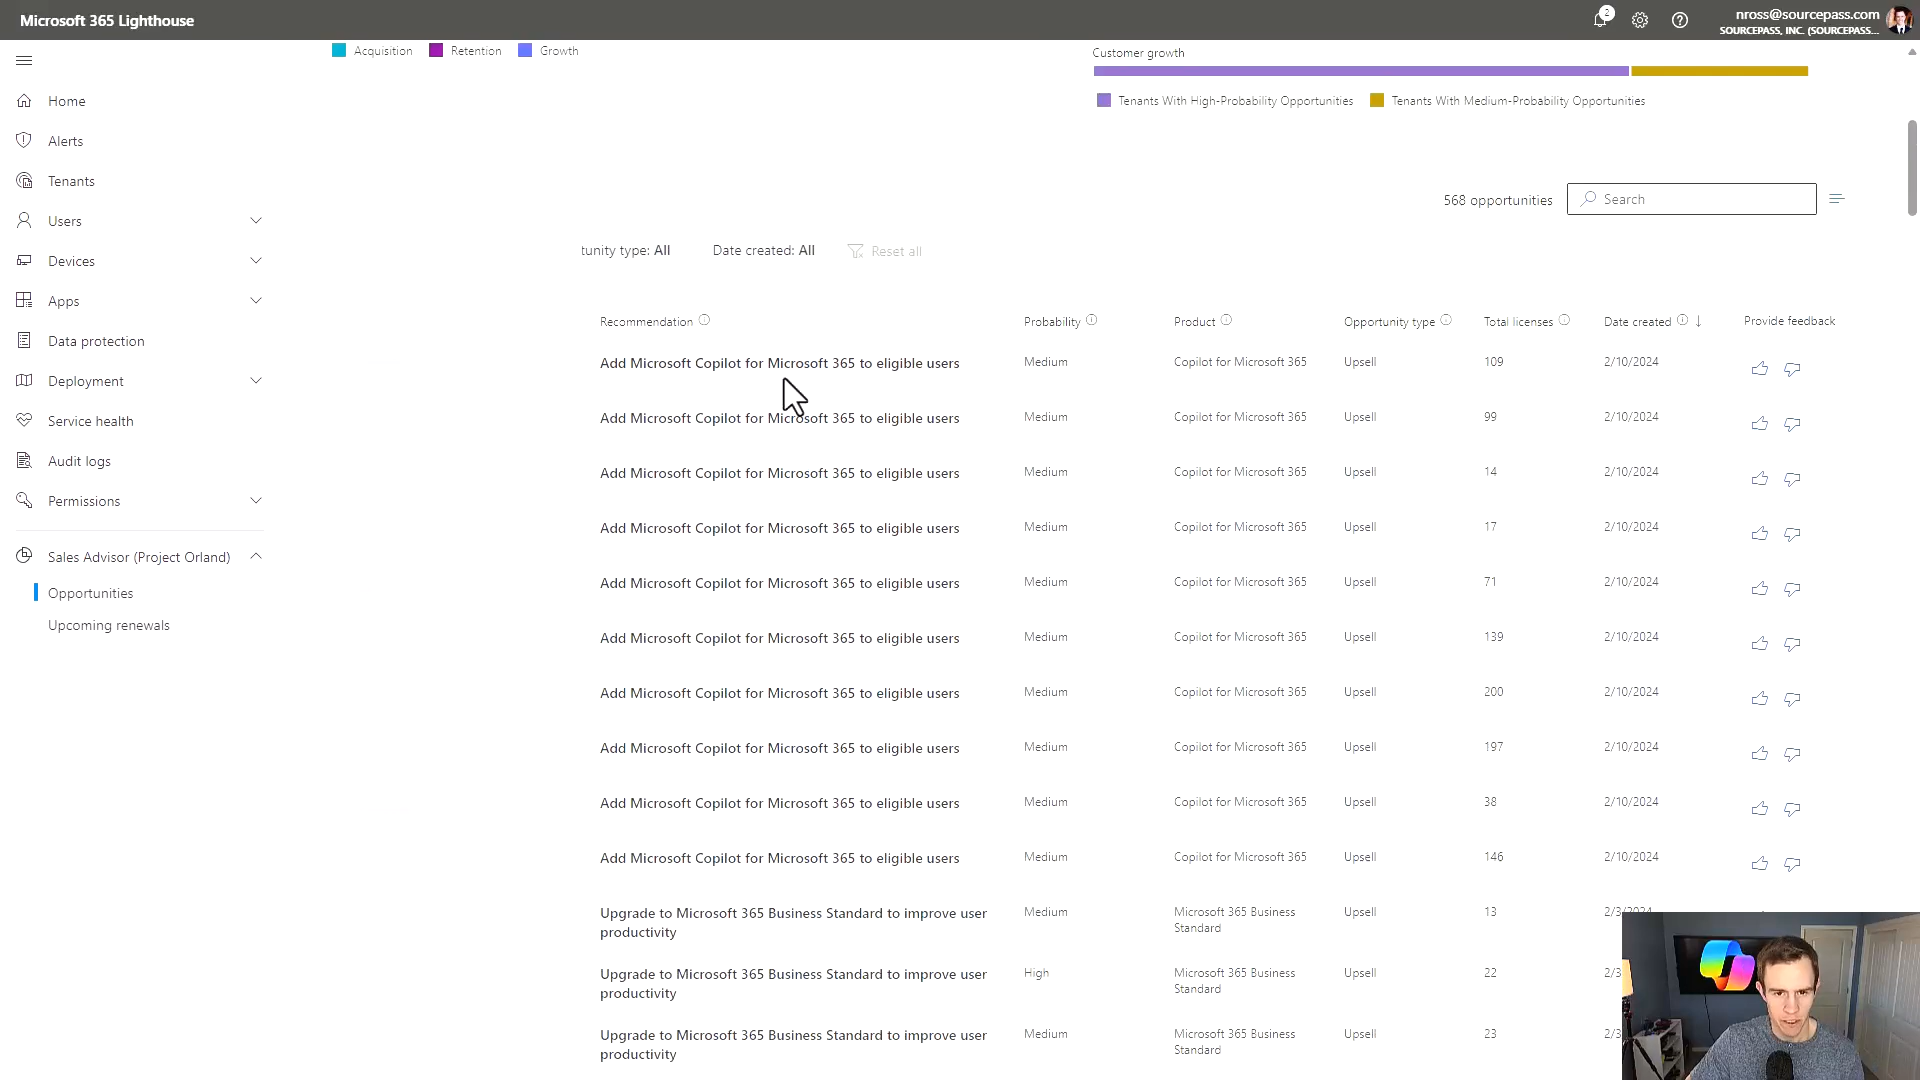 Microsoft 365 Lighthouse
2
nross@sourcepass.com
SOURCEPASS, INC. (SOURCEPASS...
Acquisition Retention Growth
Customer growth
Tenants With High-Probability Opportunities Tenants With Medium-Probability Opportunities
Home
Alerts
Tenants
Users
Devices
Apps
Data protection
Deployment
Service health
Audit logs
Permissions
Sales Advisor (Project Orland)
Opportunities
Upcoming renewals
568 opportunities Search
tunity type: All Date created: All Reset all
Recommendation Probability Product Opportunity type Total licenses Date created ↓ Provide feedback
Add Microsoft Copilot for Microsoft 365 to eligible users Medium Copilot for Microsoft 365 Upsell 109 2/10/2024
Add Microsoft Copilot for Microsoft 365 to eligible users Medium Copilot for Microsoft 365 Upsell 99 2/10/2024
Add Microsoft Copilot for Microsoft 365 to eligible users Medium Copilot for Microsoft 365 Upsell 14 2/10/2024
Add Microsoft Copilot for Microsoft 365 to eligible users Medium Copilot for Microsoft 365 Upsell 17 2/10/2024
Add Microsoft Copilot for Microsoft 365 to eligible users Medium Copilot for Microsoft 365 Upsell 71 2/10/2024
Add Microsoft Copilot for Microsoft 365 to eligible users Medium Copilot for Microsoft 365 Upsell 139 2/10/2024
Add Microsoft Copilot for Microsoft 365 to eligible users Medium Copilot for Microsoft 365 Upsell 200 2/10/2024
Add Microsoft Copilot for Microsoft 365 to eligible users Medium Copilot for Microsoft 365 Upsell 197 2/10/2024
Add Microsoft Copilot for Microsoft 365 to eligible users Medium Copilot for Microsoft 365 Upsell 38 2/10/2024
Add Microsoft Copilot for Microsoft 365 to eligible users Medium Copilot for Microsoft 365 Upsell 146 2/10/2024
Upgrade to Microsoft 365 Business Standard to improve user Medium Microsoft 365 Business Upsell 13 2/3/2024
productivity Standard
Upgrade to Microsoft 365 Business Standard to improve user High Microsoft 365 Business Upsell 22 2/3
productivity Standard
Upgrade to Microsoft 365 Business Standard to improve user Medium Microsoft 365 Business Upsell 23 2/3
productivity Standard